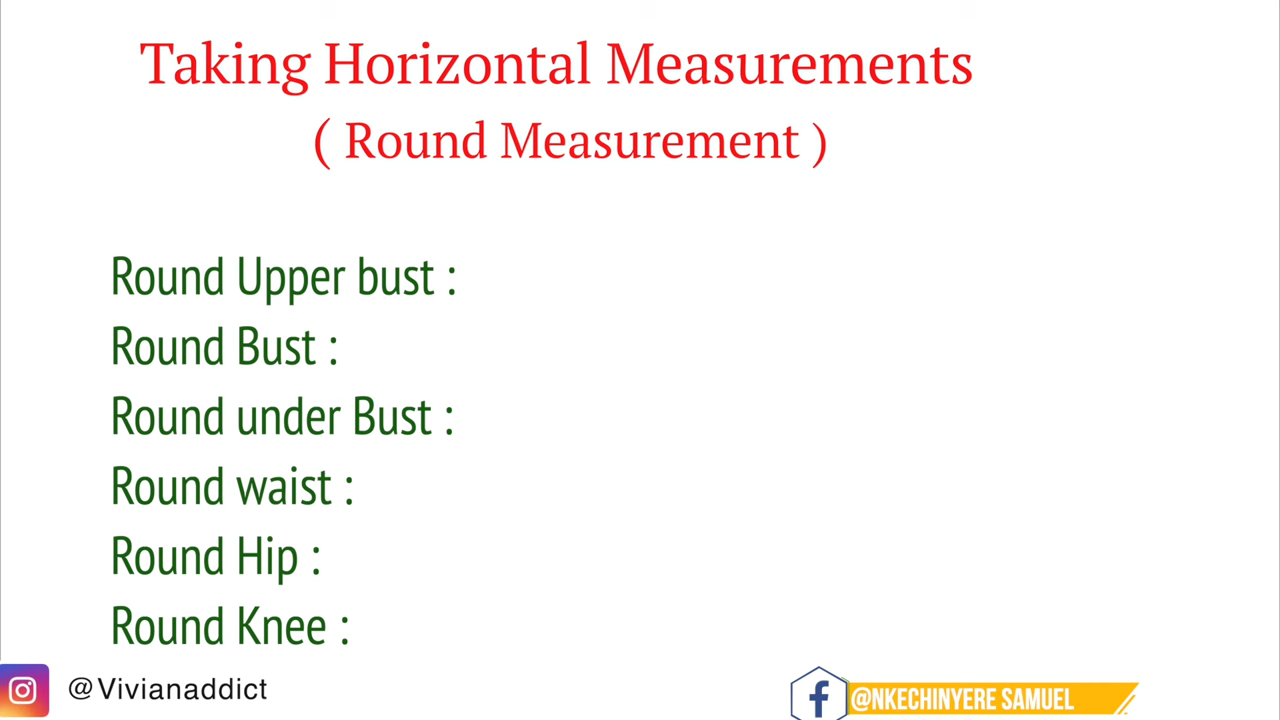 Taking Horizontal Measurements
( Round Measurement )
Round Upper bust :
Round Bust :
Round under Bust :
Round waist :
Round Hip :
Round Knee :
@Vivianaddict
@NKECHINYERE SAMUEL